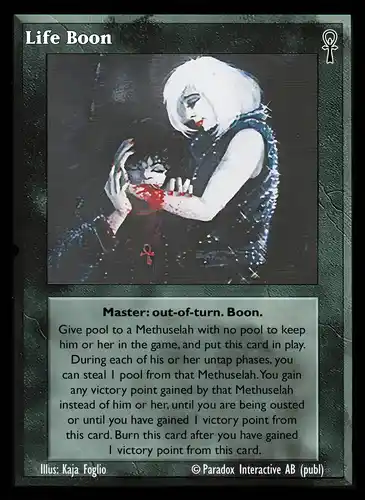 Life Boon
Master: out-of-turn. Boon.
Give pool to a Methuselah with no pool to keep
him or her in the game, and put this card in play.
During each of his or her untap phases, you
can steal 1 pool from that Methuselah. You gain
any victory point gained by that Methuselah
instead of him or her, until you are being ousted
or until you have gained 1 victory point from
this card. Burn this card after you have gained
1 victory point from this card.
Illus: Kaja Foglio © Paradox Interactive AB (publ)